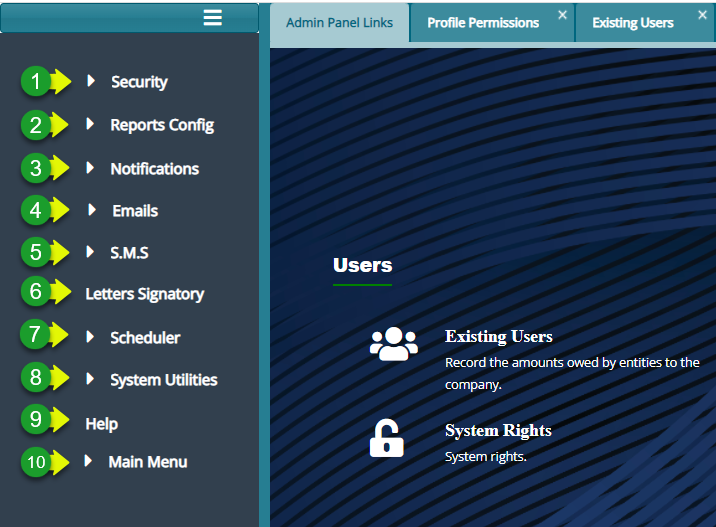 Admin Panel Links
Profile Permissions ×
Existing Users ×
1 Security
2 Reports Config
3 Notifications
4 Emails
5 S.M.S
6 Letters Signatory
7 Scheduler
8 System Utilities
9 Help
10 Main Menu
Users
Existing Users
Record the amounts owed by entities to the
company.
System Rights
System rights.